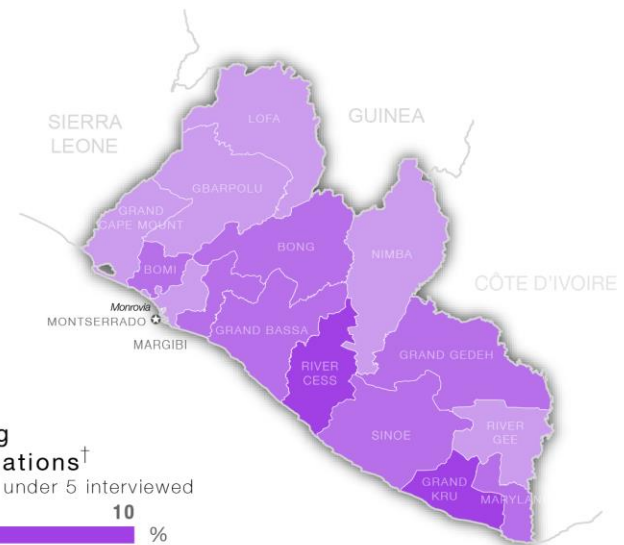 SIERRA
LEONE
GUINEA
LOFA
GBARPOLU
GRAND
CAPE MOUNT
BONG
NIMBA
BOMI
CÔTE D'IVOIRE
Monrovia
MONTSERRADO
MARGIBI
GRAND BASSA
GRAND GEDEH
RIVER
CESS
SINOE
RIVER
GEE
GRAND
KRU
MARYLAN
g
ations†
under 5 interviewed
10
%